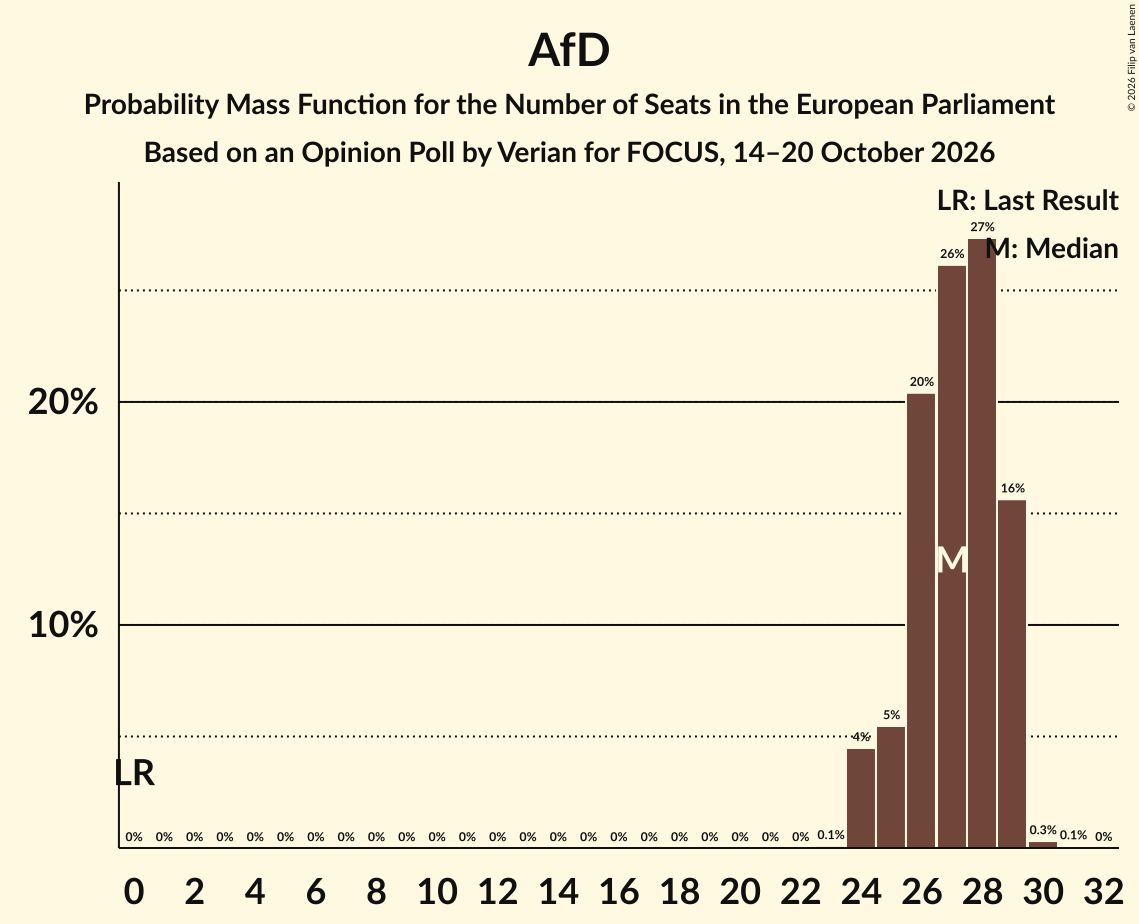 AfD
Probability Mass Function for the Number of Seats in the European Parliament
Based on an Opinion Poll by Verian for FOCUS, 14–20 October 2026
© 2026 Filip van Laenen
LR: Last Result
M: Median
27%
26%
20%
20%
16%
M
10%
5%
4%
LR
0% 0% 0% 0% 0% 0% 0% 0% 0% 0% 0% 0% 0% 0% 0% 0% 0% 0% 0% 0% 0% 0% 0% 0.1% 0.3% 0.1% 0%
0 2 4 6 8 10 12 14 16 18 20 22 24 26 28 30 32